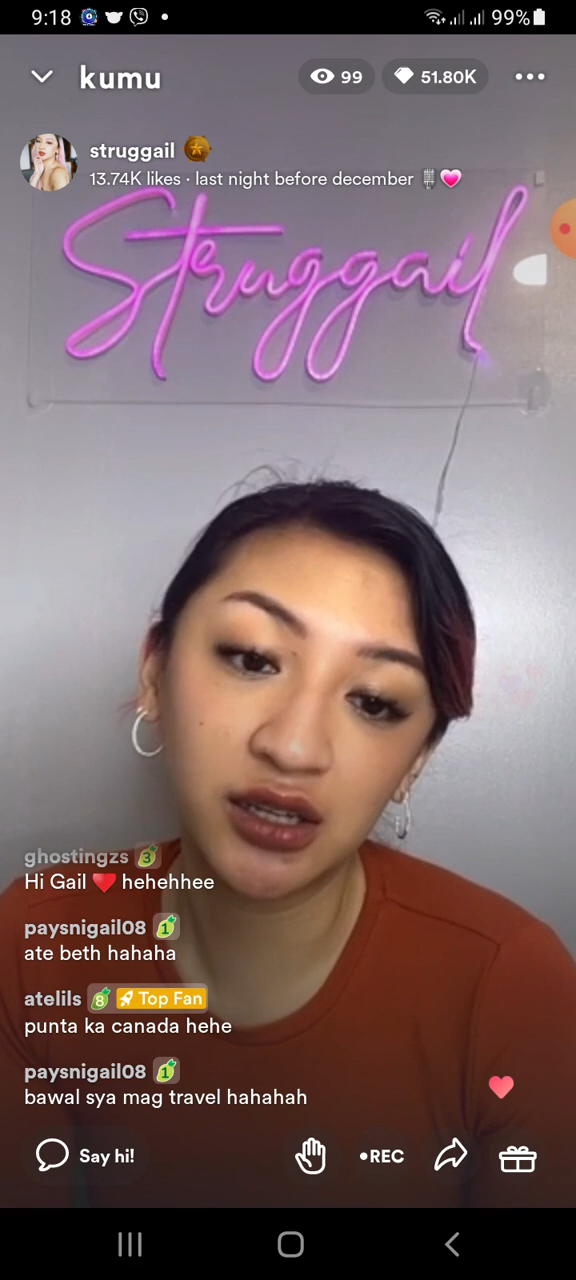 9:18
99%
kumu
99
51.80K
struggail
13.74K likes · last night before december
Struggail
ghostingzs 3
Hi Gail ❤️ hehehhee
paysnigail08 1
ate beth hahaha
atelils 8 Top Fan
punta ka canada hehe
paysnigail08 1
bawal sya mag travel hahahah
Say hi!
•REC